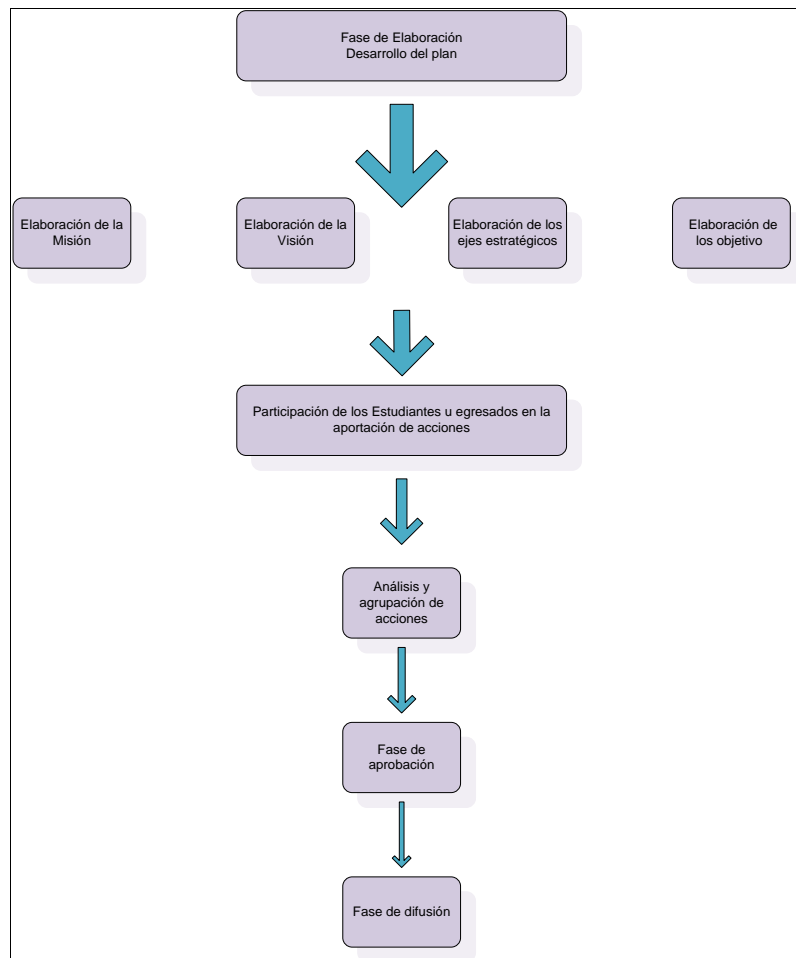 Fase de Elaboración
Desarrollo del plan
Elaboración de la
Misión
Elaboración de la
Visión
Elaboración de los
ejes estratégicos
Elaboración de
los objetivo
Participación de los Estudiantes u egresados en la
aportación de acciones
Análisis y
agrupación de
acciones
Fase de
aprobación
Fase de difusión